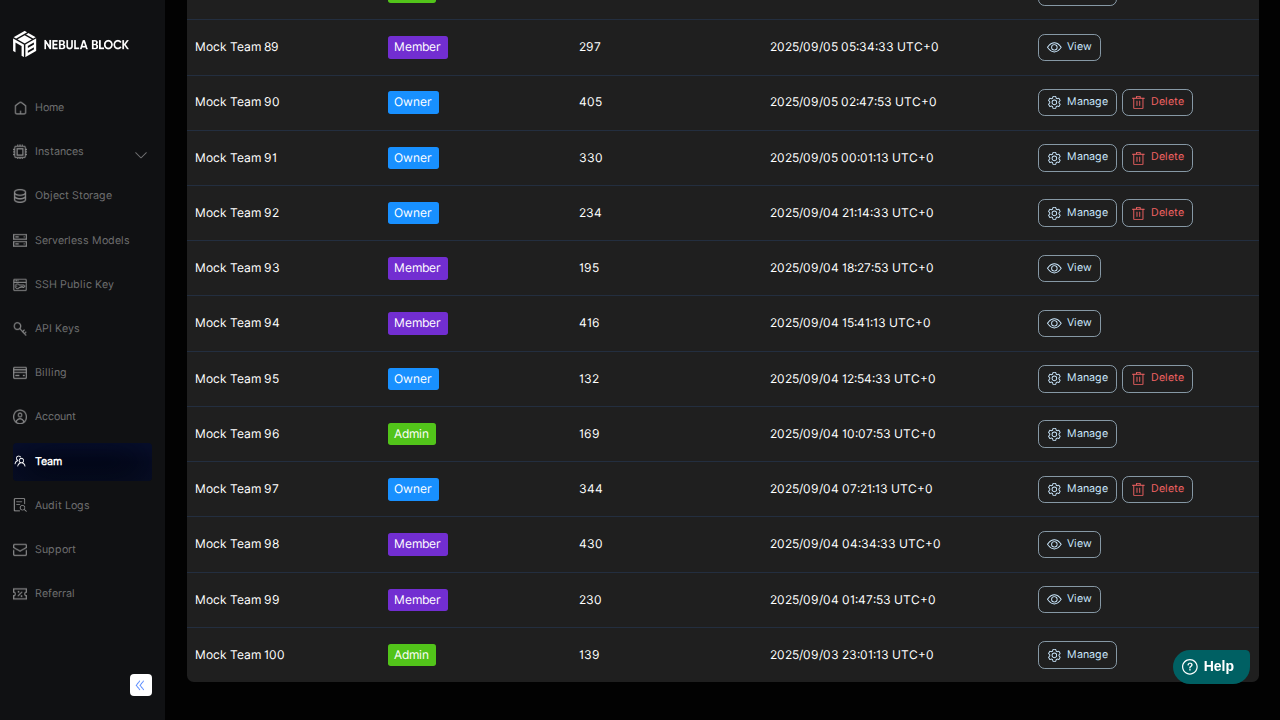 NEBULA BLOCK
Home
Instances
Object Storage
Serverless Models
SSH Public Key
API Keys
Billing
Account
Team
Audit Logs
Support
Referral
Mock Team 89 Member 297 2025/09/05 05:34:33 UTC+0 View
Mock Team 90 Owner 405 2025/09/05 02:47:53 UTC+0 Manage Delete
Mock Team 91 Owner 330 2025/09/05 00:01:13 UTC+0 Manage Delete
Mock Team 92 Owner 234 2025/09/04 21:14:33 UTC+0 Manage Delete
Mock Team 93 Member 195 2025/09/04 18:27:53 UTC+0 View
Mock Team 94 Member 416 2025/09/04 15:41:13 UTC+0 View
Mock Team 95 Owner 132 2025/09/04 12:54:33 UTC+0 Manage Delete
Mock Team 96 Admin 169 2025/09/04 10:07:53 UTC+0 Manage
Mock Team 97 Owner 344 2025/09/04 07:21:13 UTC+0 Manage Delete
Mock Team 98 Member 430 2025/09/04 04:34:33 UTC+0 View
Mock Team 99 Member 230 2025/09/04 01:47:53 UTC+0 View
Mock Team 100 Admin 139 2025/09/03 23:01:13 UTC+0 Manage
Help